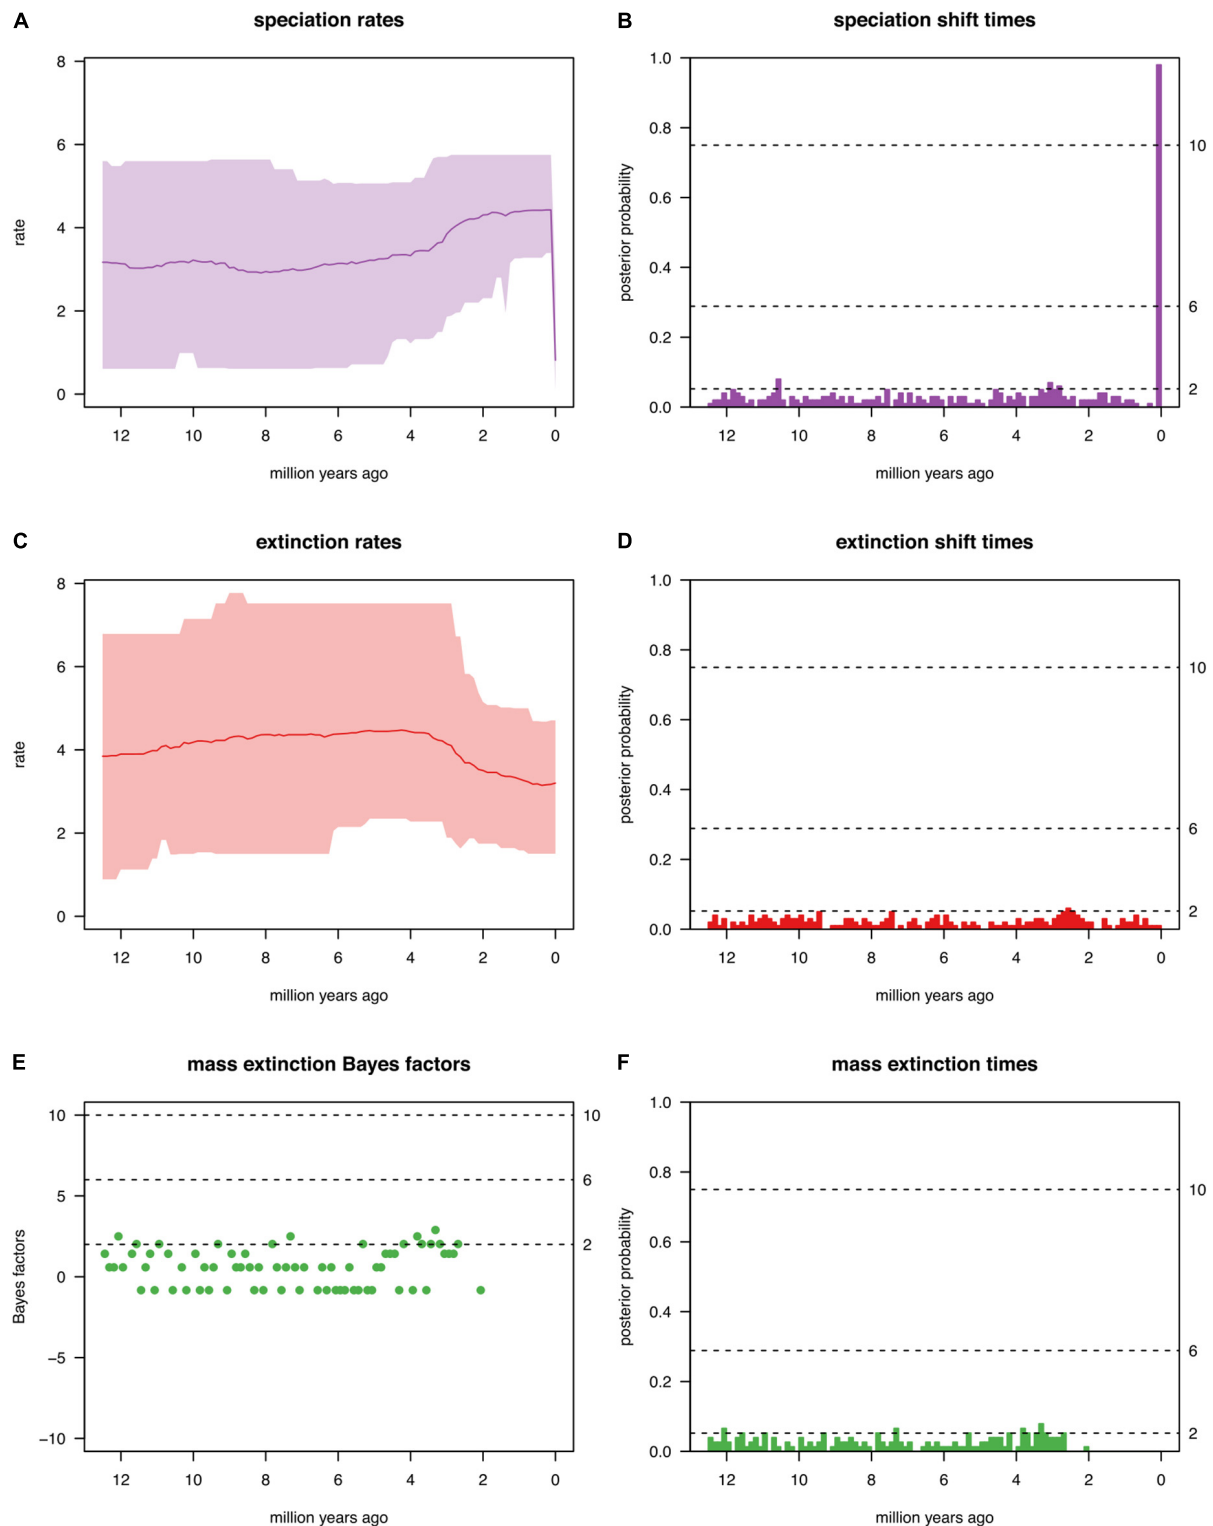 A
speciation rates
8
6
4
2
0
rate
12 10 8 6 4 2 0
million years ago
B
speciation shift times
1.0
0.8
0.6
0.4
0.2
0.0
posterior probability
10
6
2
12 10 8 6 4 2 0
million years ago
C
extinction rates
8
6
4
2
0
rate
12 10 8 6 4 2 0
million years ago
D
extinction shift times
1.0
0.8
0.6
0.4
0.2
0.0
posterior probability
10
6
2
12 10 8 6 4 2 0
million years ago
E
mass extinction Bayes factors
10
5
0
−5
−10
Bayes factors
10
6
2
12 10 8 6 4 2 0
million years ago
F
mass extinction times
1.0
0.8
0.6
0.4
0.2
0.0
posterior probability
10
6
2
12 10 8 6 4 2 0
million years ago